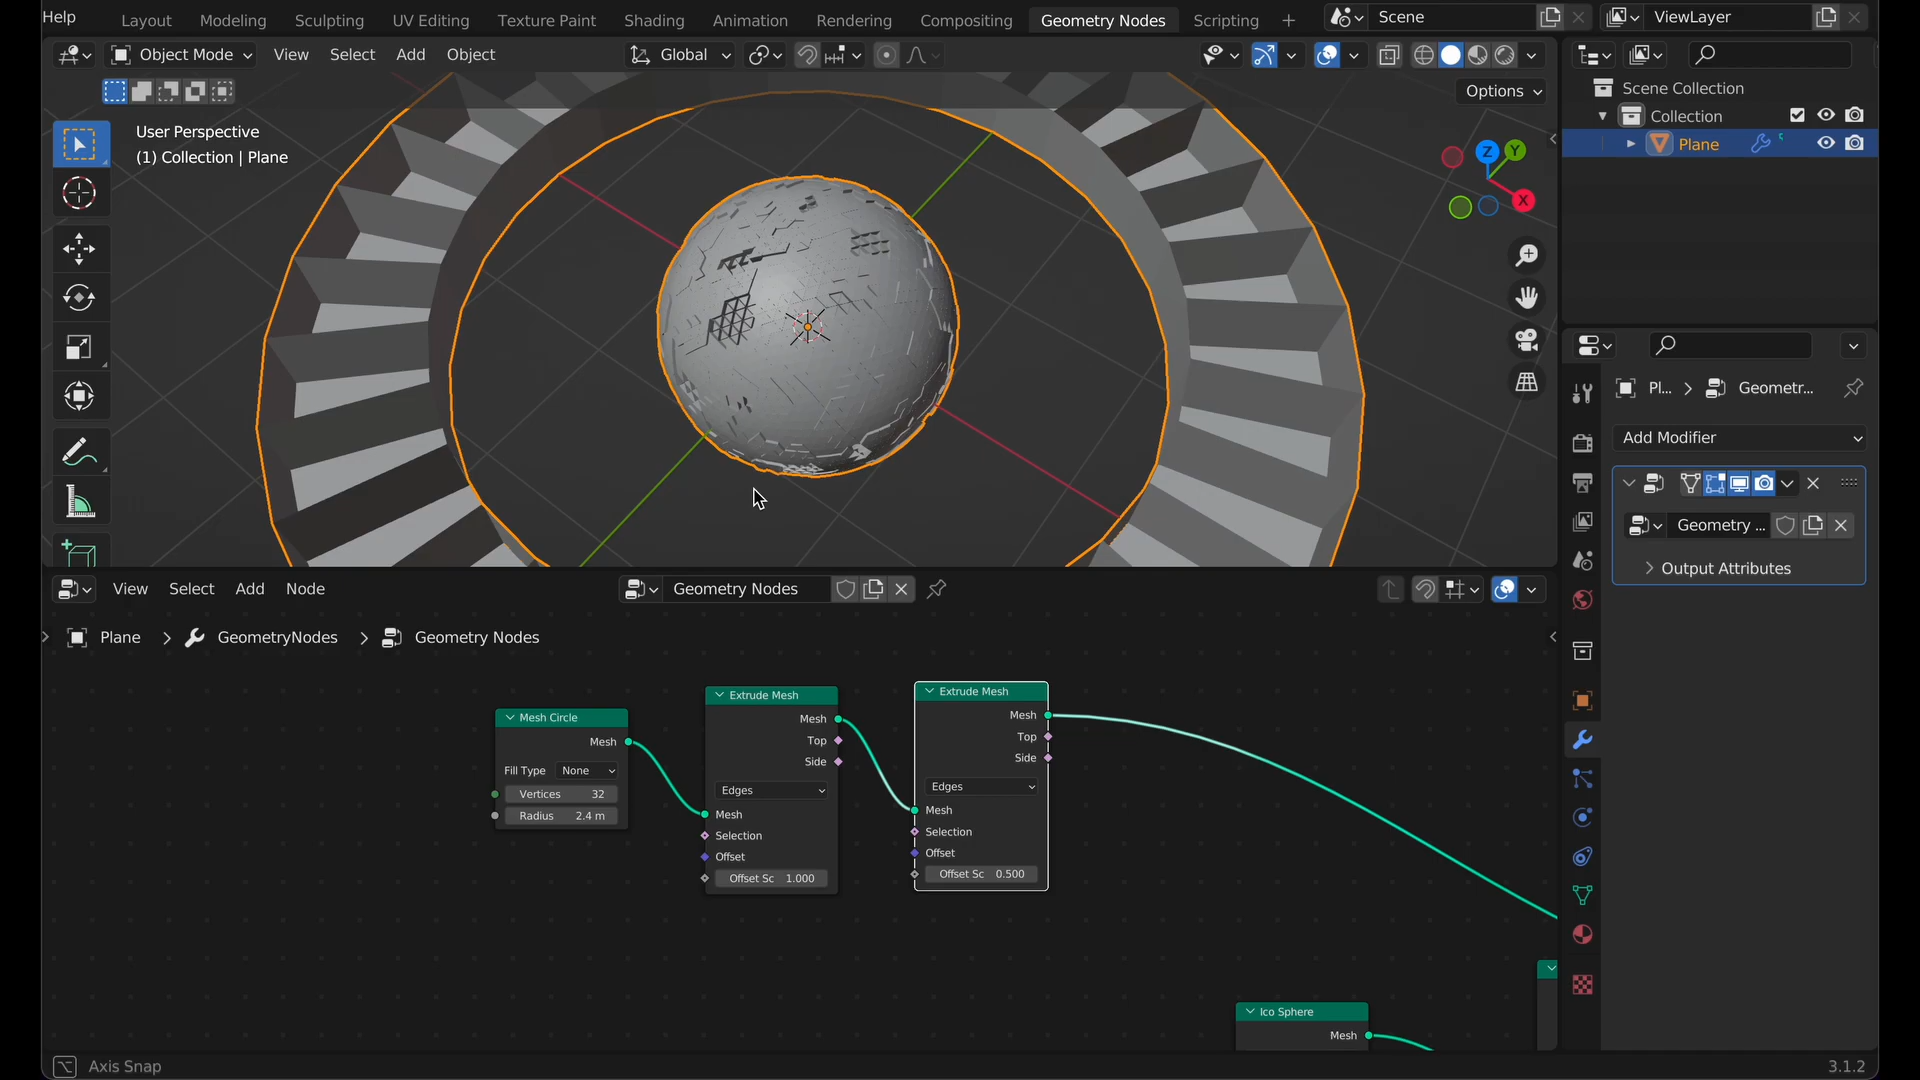 Help Layout Modeling Sculpting UV Editing Texture Paint Shading Animation Rendering Compositing Geometry Nodes Scripting + Scene ViewLayer
Object Mode View Select Add Object Global
Options
User Perspective
(1) Collection | Plane
Z Y
X
Scene Collection
Collection
Plane
Pl... > Geometr...
Add Modifier
Geometry ...
Output Attributes
View Select Add Node Geometry Nodes
Plane > GeometryNodes > Geometry Nodes
Mesh Circle
Mesh
Fill Type None
Vertices 32
Radius 2.4 m
Extrude Mesh
Mesh
Top
Side
Edges
Mesh
Selection
Offset
Offset Sc 1.000
Extrude Mesh
Mesh
Top
Side
Edges
Mesh
Selection
Offset
Offset Sc 0.500
Ico Sphere
Mesh
Axis Snap
3.1.2